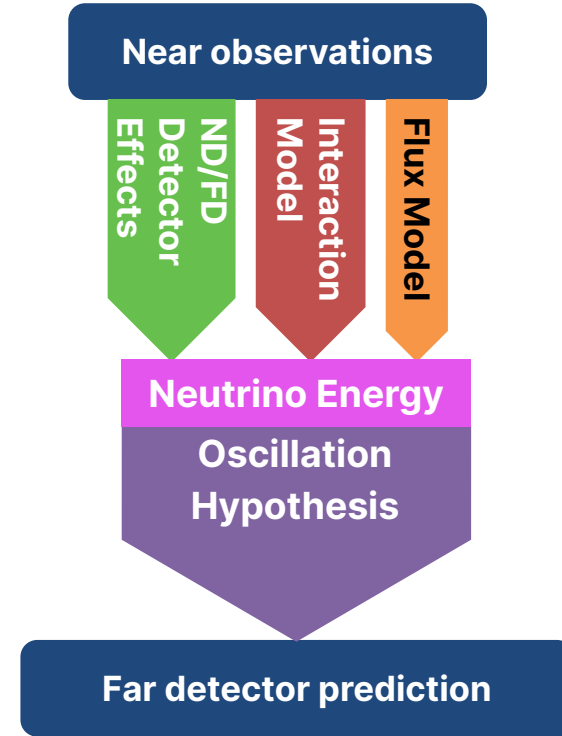 Near observations
ND/FD
Detector
Effects
Interaction
Model
Flux Model
Neutrino Energy
Oscillation
Hypothesis
Far detector prediction